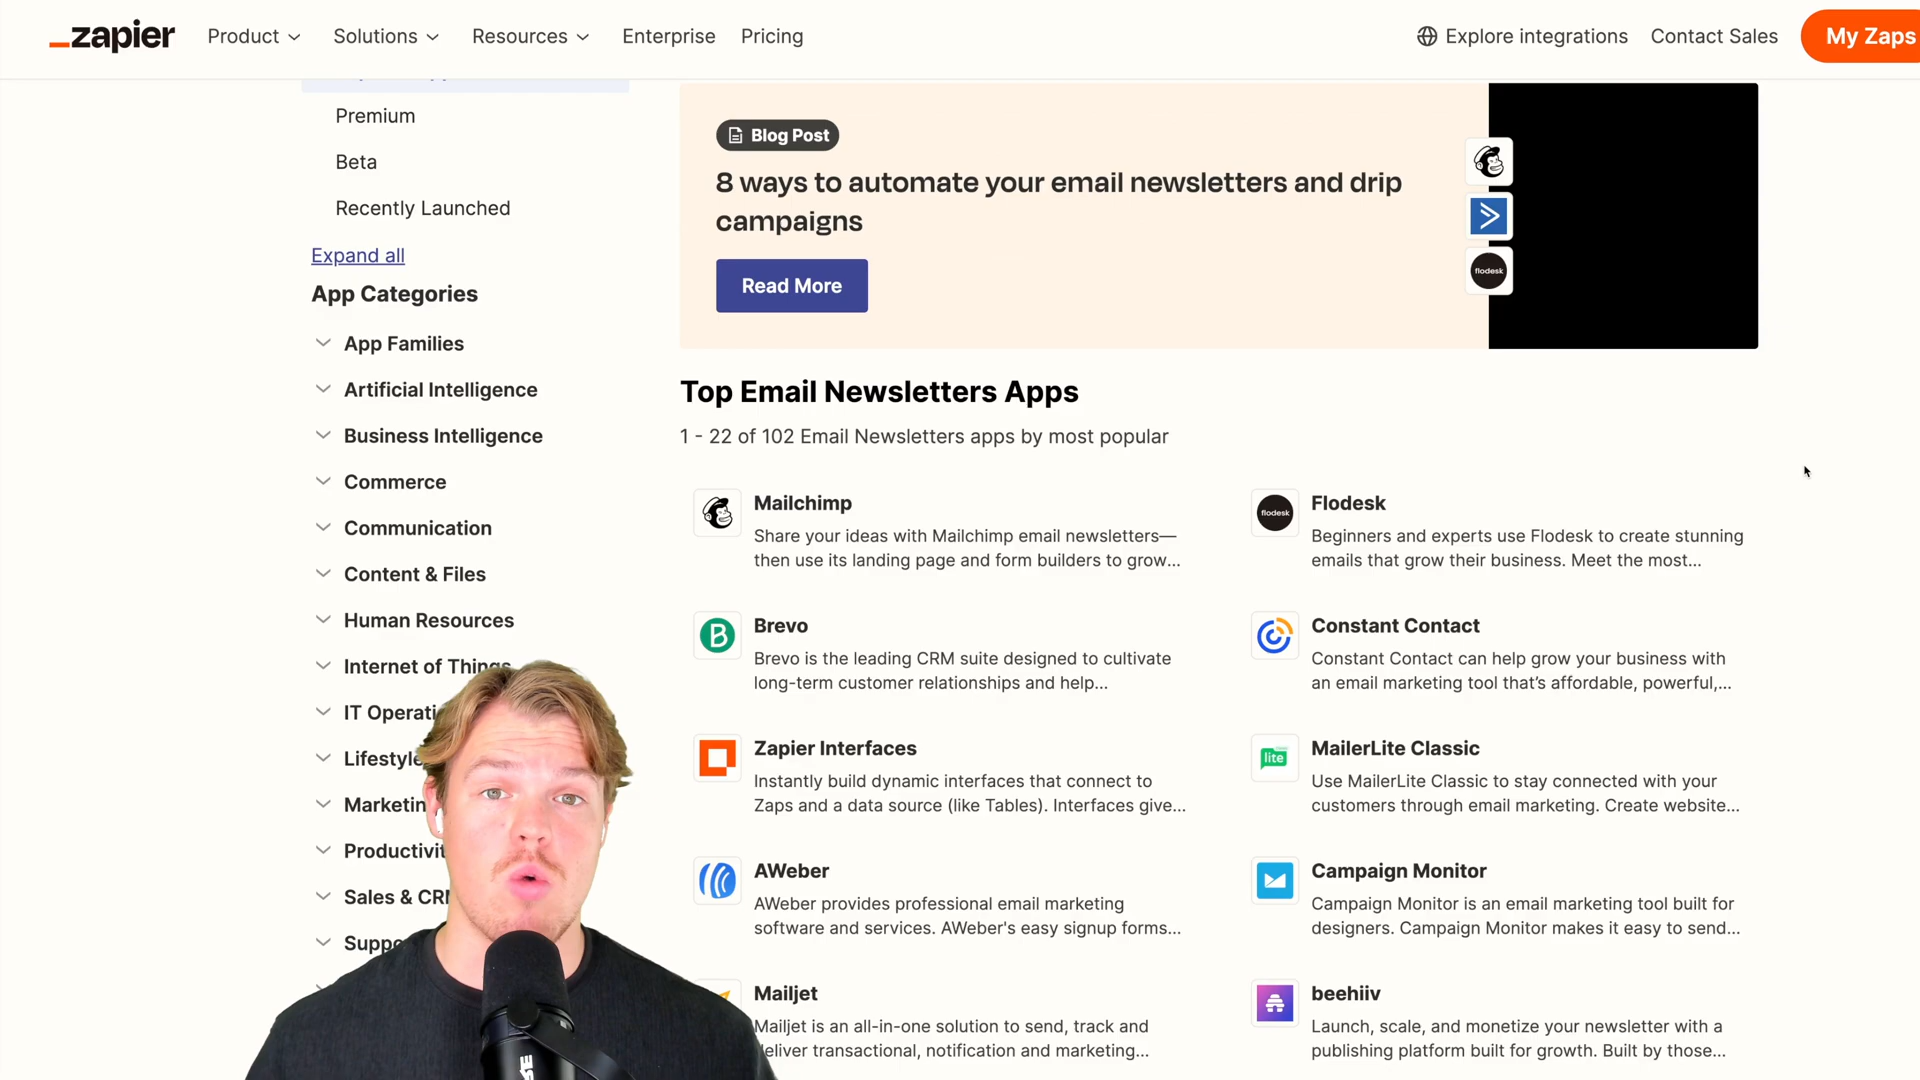 zapier
Product
Solutions
Resources
Enterprise
Pricing
Explore integrations
Contact Sales
My Zaps
Premium
Beta
Recently Launched
Expand all
App Categories
App Families
Artificial Intelligence
Business Intelligence
Commerce
Communication
Content & Files
Human Resources
Internet of Things
IT Operati
Lifestyle
Marketin
Productivit
Sales & CR
Suppo
Blog Post
8 ways to automate your email newsletters and drip
campaigns
Read More
flodesk
Top Email Newsletters Apps
1 - 22 of 102 Email Newsletters apps by most popular
Mailchimp
Share your ideas with Mailchimp email newsletters—
then use its landing page and form builders to grow...
flodesk
Flodesk
Beginners and experts use Flodesk to create stunning
emails that grow their business. Meet the most...
B
Brevo
Brevo is the leading CRM suite designed to cultivate
long-term customer relationships and help...
Constant Contact
Constant Contact can help grow your business with
an email marketing tool that's affordable, powerful,...
Zapier Interfaces
Instantly build dynamic interfaces that connect to
Zaps and a data source (like Tables). Interfaces give...
lite
MailerLite Classic
Use MailerLite Classic to stay connected with your
customers through email marketing. Create website...
AWeber
AWeber provides professional email marketing
software and services. AWeber's easy signup forms...
Campaign Monitor
Campaign Monitor is an email marketing tool built for
designers. Campaign Monitor makes it easy to send...
Mailjet
Mailjet is an all-in-one solution to send, track and
eliver transactional, notification and marketing...
beehiiv
Launch, scale, and monetize your newsletter with a
publishing platform built for growth. Built by those...